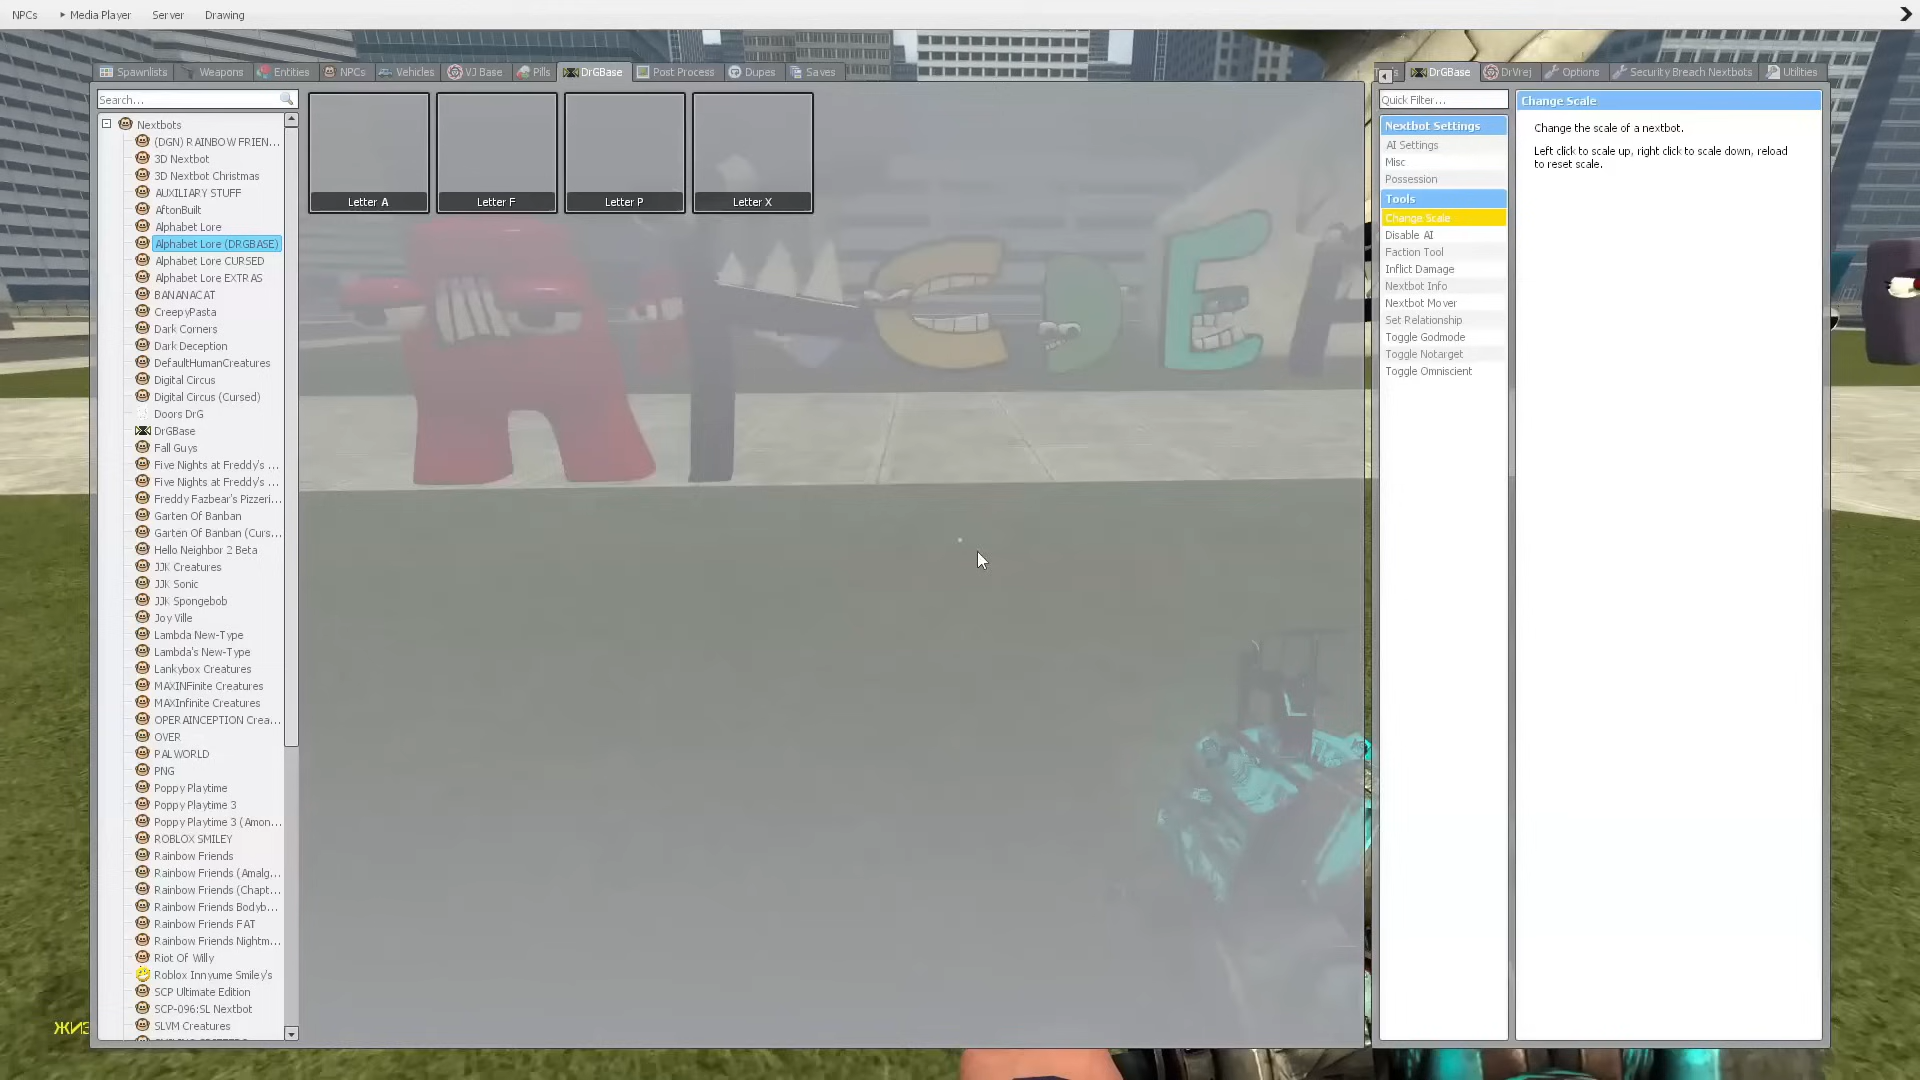 NPCs
Media Player
Server
Drawing
Spawnlists
Weapons
Entities
NPCs
Vehicles
VJ Base
Pills
DrGBase
Post Process
Dupes
Saves
Search...
Nextbots
(DGN) RAINBOW FRIEN...
3D Nextbot
3D Nextbot Christmas
AUXILIARY STUFF
AftonBuilt
Alphabet Lore
Alphabet Lore (DRGBASE)
Alphabet Lore CURSED
Alphabet Lore EXTRAS
BANANACAT
CreepyPasta
Dark Corners
Dark Deception
DefaultHumanCreatures
Digital Circus
Digital Circus (Cursed)
Doors DrG
DrGBase
Fall Guys
Five Nights at Freddy's ...
Five Nights at Freddy's ...
Freddy Fazbear's Pizzeri...
Garten Of Banban
Garten Of Banban (Curs...
Hello Neighbor 2 Beta
JJK Creatures
JJK Sonic
JJK Spongebob
Joy Ville
Lambda New-Type
Lambda's New-Type
Lankybox Creatures
MAXINFinite Creatures
MAXInfinite Creatures
OPERAINCEPTION Crea...
OVER
PALWORLD
PNG
Poppy Playtime
Poppy Playtime 3
Poppy Playtime 3 (Amon...
ROBLOX SMILEY
Rainbow Friends
Rainbow Friends (Amalg...
Rainbow Friends (Chapt...
Rainbow Friends Bodyb...
Rainbow Friends FAT
Rainbow Friends Nightm...
Riot Of Willy
Roblox Innyume Smiley's
SCP Ultimate Edition
SCP-096:SL Nextbot
SLVM Creatures
Letter A
Letter F
Letter P
Letter X
DrGBase
DrVrej
Options
Security Breach Nextbots
Utilities
Quick Filter...
Nextbot Settings
AI Settings
Misc
Possession
Tools
Change Scale
Disable AI
Faction Tool
Inflict Damage
Nextbot Info
Nextbot Mover
Set Relationship
Toggle Godmode
Toggle Notarget
Toggle Omniscient
Change Scale
Change the scale of a nextbot.
Left click to scale up, right click to scale down, reload
to reset scale.